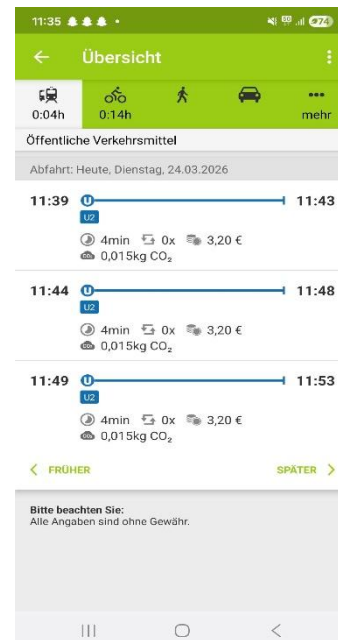 11:35 74
Übersicht
0:04h 0:14h mehr
Öffentliche Verkehrsmittel
Abfahrt: Heute, Dienstag, 24.03.2026
11:39 U 11:43
U2
4min 0x 3,20 €
CO₂ 0,015kg CO₂
11:44 U 11:48
U2
4min 0x 3,20 €
CO₂ 0,015kg CO₂
11:49 U 11:53
U2
4min 0x 3,20 €
CO₂ 0,015kg CO₂
FRÜHER SPÄTER
Bitte beachten Sie:
Alle Angaben sind ohne Gewähr.